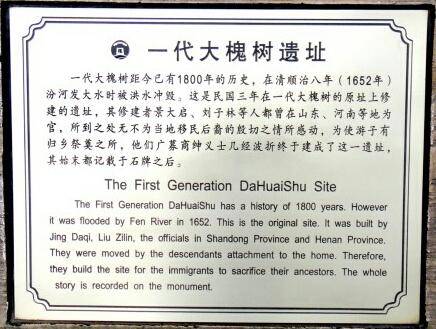 一代大槐树遗址
一代大槐树距今已有1800年的历史，在清顺治八年（1652年）
汾河发大水时被洪水冲毁。这是民国三年在一代大槐树的原址上修
建的遗址，其修建者景大启、刘子林等人都曾在山东、河南等地为
官，所到之处无不为当地移民后裔的殷切之情所感动，为使游子有
归乡祭奠之所，他们广募商绅义士几经波折终于建成了这一遗址，
其始末都记载于石牌之后。
The First Generation DaHuaiShu Site
The First Generation DaHuaiShu has a history of 1800 years. However
it was flooded by Fen River in 1652. This is the original site. It was built by
Jing Daqi, Liu Zilin, the officials in Shandong Province and Henan Province.
They were moved by the descendants attachment to the home. Therefore,
they build the site for the immigrants to sacrifice their ancestors. The whole
story is recorded on the monument.